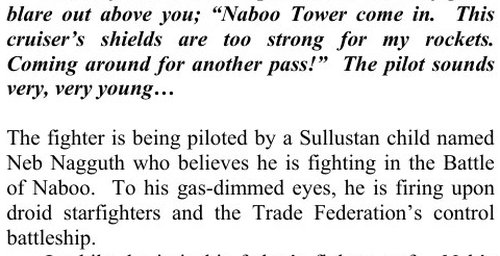 blare out above you; “Naboo Tower come in. This
cruiser’s shields are too strong for my rockets.
Coming around for another pass!” The pilot sounds
very, very young…
The fighter is being piloted by a Sullustan child named
Neb Nagguth who believes he is fighting in the Battle
of Naboo. To his gas-dimmed eyes, he is firing upon
droid starfighters and the Trade Federation’s control
battleship.